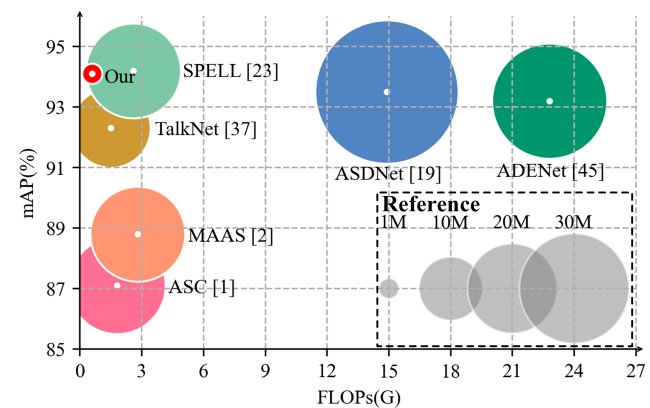 95
93
91
89
87
85
mAP(%)
Our
SPELL [23]
TalkNet [37]
ASDNet [19]
ADENet [45]
MAAS [2]
ASC [1]
Reference
1M 10M 20M 30M
0 3 6 9 12 15 18 21 24 27
FLOPs(G)